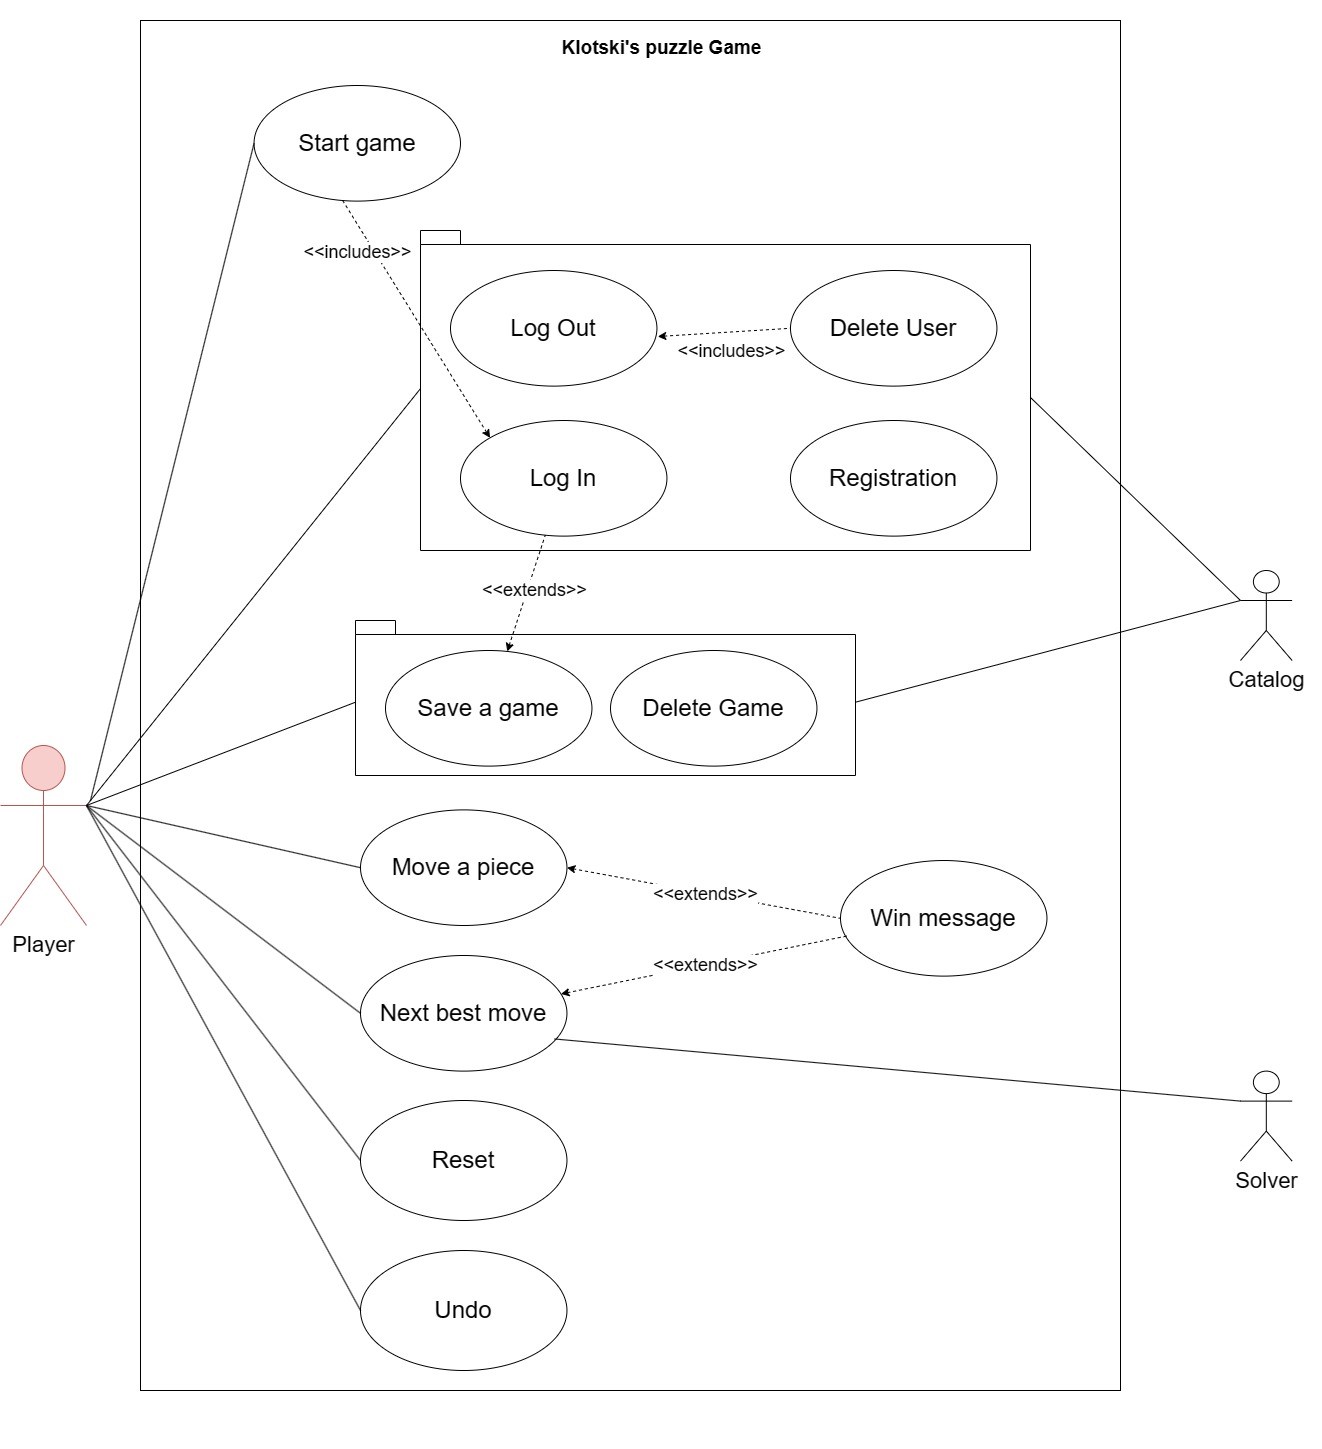 Klotski's puzzle Game
Start game
<<includes>>
Log Out
Delete User
<<includes>>
Log In
Registration
<<extends>>
Catalog
Save a game
Delete Game
Move a piece
<<extends>>
Win message
Player
<<extends>>
Next best move
Reset
Solver
Undo